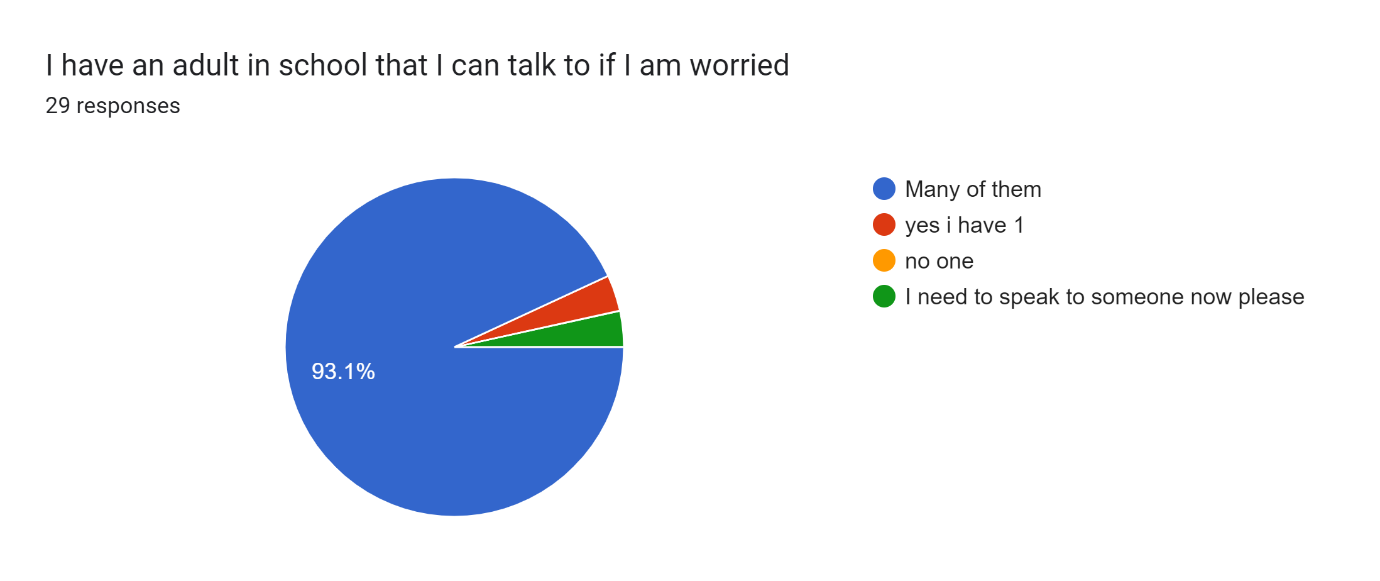 I have an adult in school that I can talk to if I am worried
29 responses
Many of them
yes i have 1
no one
I need to speak to someone now please
93.1%